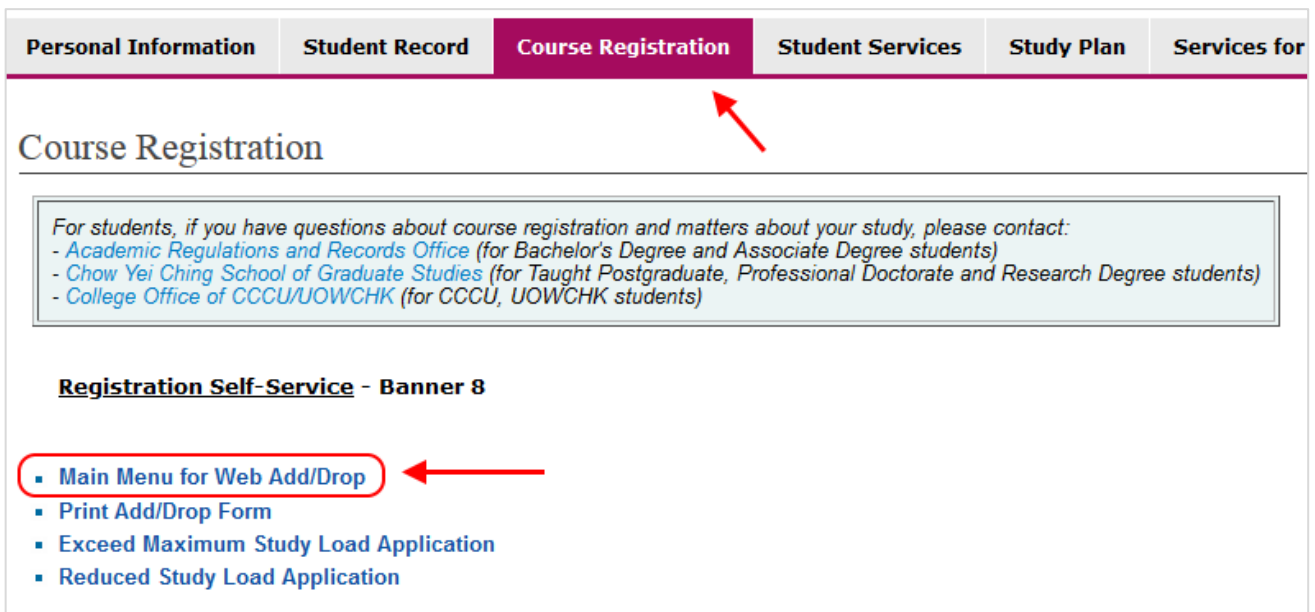 Personal Information Student Record Course Registration Student Services Study Plan Services for
Course Registration
For students, if you have questions about course registration and matters about your study, please contact:
- Academic Regulations and Records Office (for Bachelor's Degree and Associate Degree students)
- Chow Yei Ching School of Graduate Studies (for Taught Postgraduate, Professional Doctorate and Research Degree students)
- College Office of CCCU/UOWCHK (for CCCU, UOWCHK students)
Registration Self-Service - Banner 8
▪ Main Menu for Web Add/Drop
▪ Print Add/Drop Form
▪ Exceed Maximum Study Load Application
▪ Reduced Study Load Application